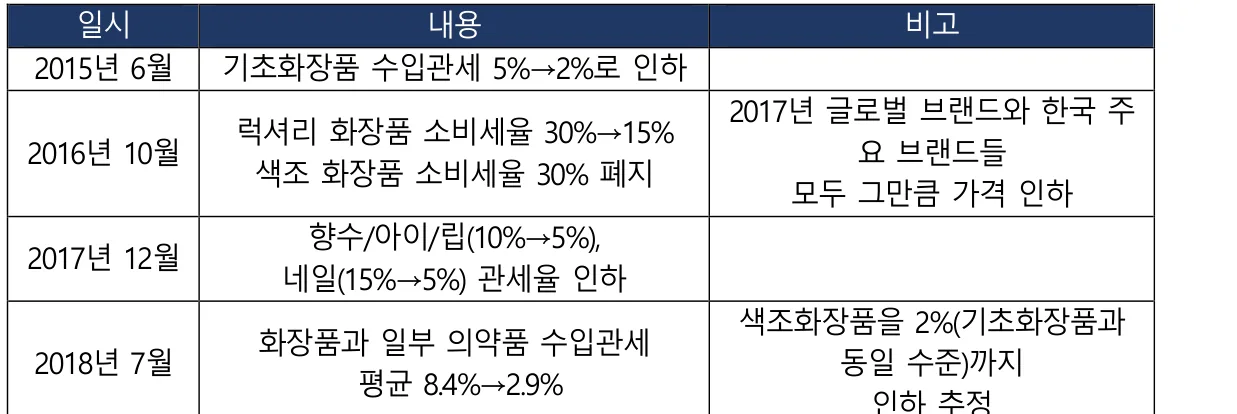 일시 내용 비고
2015년 6월 기초화장품 수입관세 5%→2%로 인하
2016년 10월
럭셔리 화장품 소비세율 30%→15%
색조 화장품 소비세율 30% 폐지
2017년 글로벌 브랜드와 한국 주
요 브랜드들
모두 그만큼 가격 인하
2017년 12월
향수/아이/립(10%→5%),
네일(15%→5%) 관세율 인하
2018년 7월
화장품과 일부 의약품 수입관세
평균 8.4%→2.9%
색조화장품을 2%(기초화장품과
동일 수준)까지
인하 추정